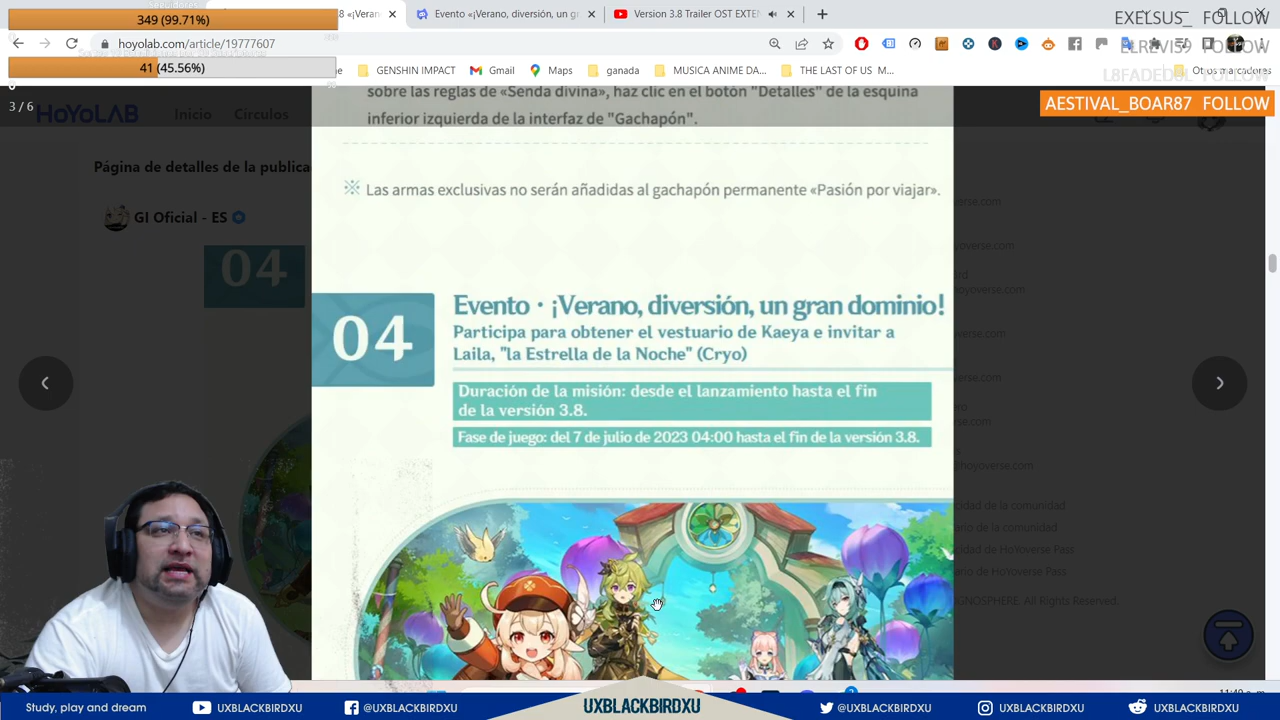 Seguidores
349 (99.71%)
41 (45.56%)
3 / 6
Evento «¡Verano, diversión, un gr
Version 3.8 Trailer OST EXTEN
EXELSUS_ FOLLOW
hoyolab.com/article/19777607
ELREVIS9 FOLLOW
GENSHIN IMPACT
Gmail
Maps
ganada
MUSICA ANIME DA...
THE LAST OF US M...
Otros marcadores
L8FADED8L FOLLOW
AESTIVAL_BOAR87 FOLLOW
HoYoLAB
Inicio
Círculos
sobre las reglas de «Senda divina», haz clic en el botón "Detalles" de la esquina
inferior izquierda de la interfaz de "Gachapón".
Página de detalles de la publica
※ Las armas exclusivas no serán añadidas al gachapón permanente «Pasión por viajar».
GI Oficial - ES
04
04
Evento · ¡Verano, diversión, un gran dominio!
Participa para obtener el vestuario de Kaeya e invitar a
Laila, "la Estrella de la Noche" (Cryo)
Duración de la misión: desde el lanzamiento hasta el fin
de la versión 3.8.
Fase de juego: del 7 de julio de 2023 04:00 hasta el fin de la versión 3.8.
Study, play and dream
UXBLACKBIRDXU
@UXBLACKBIRDXU
UXBLACKBIRDXU
@UXBLACKBIRDXU
UXBLACKBIRDXU
UXBLACKBIRDXU